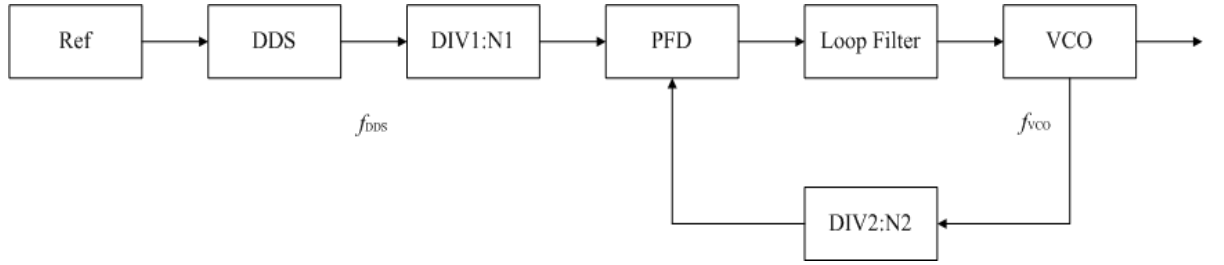 Ref
DDS
DIV1:N1
PFD
Loop Filter
VCO
fDDS
fVCO
DIV2:N2